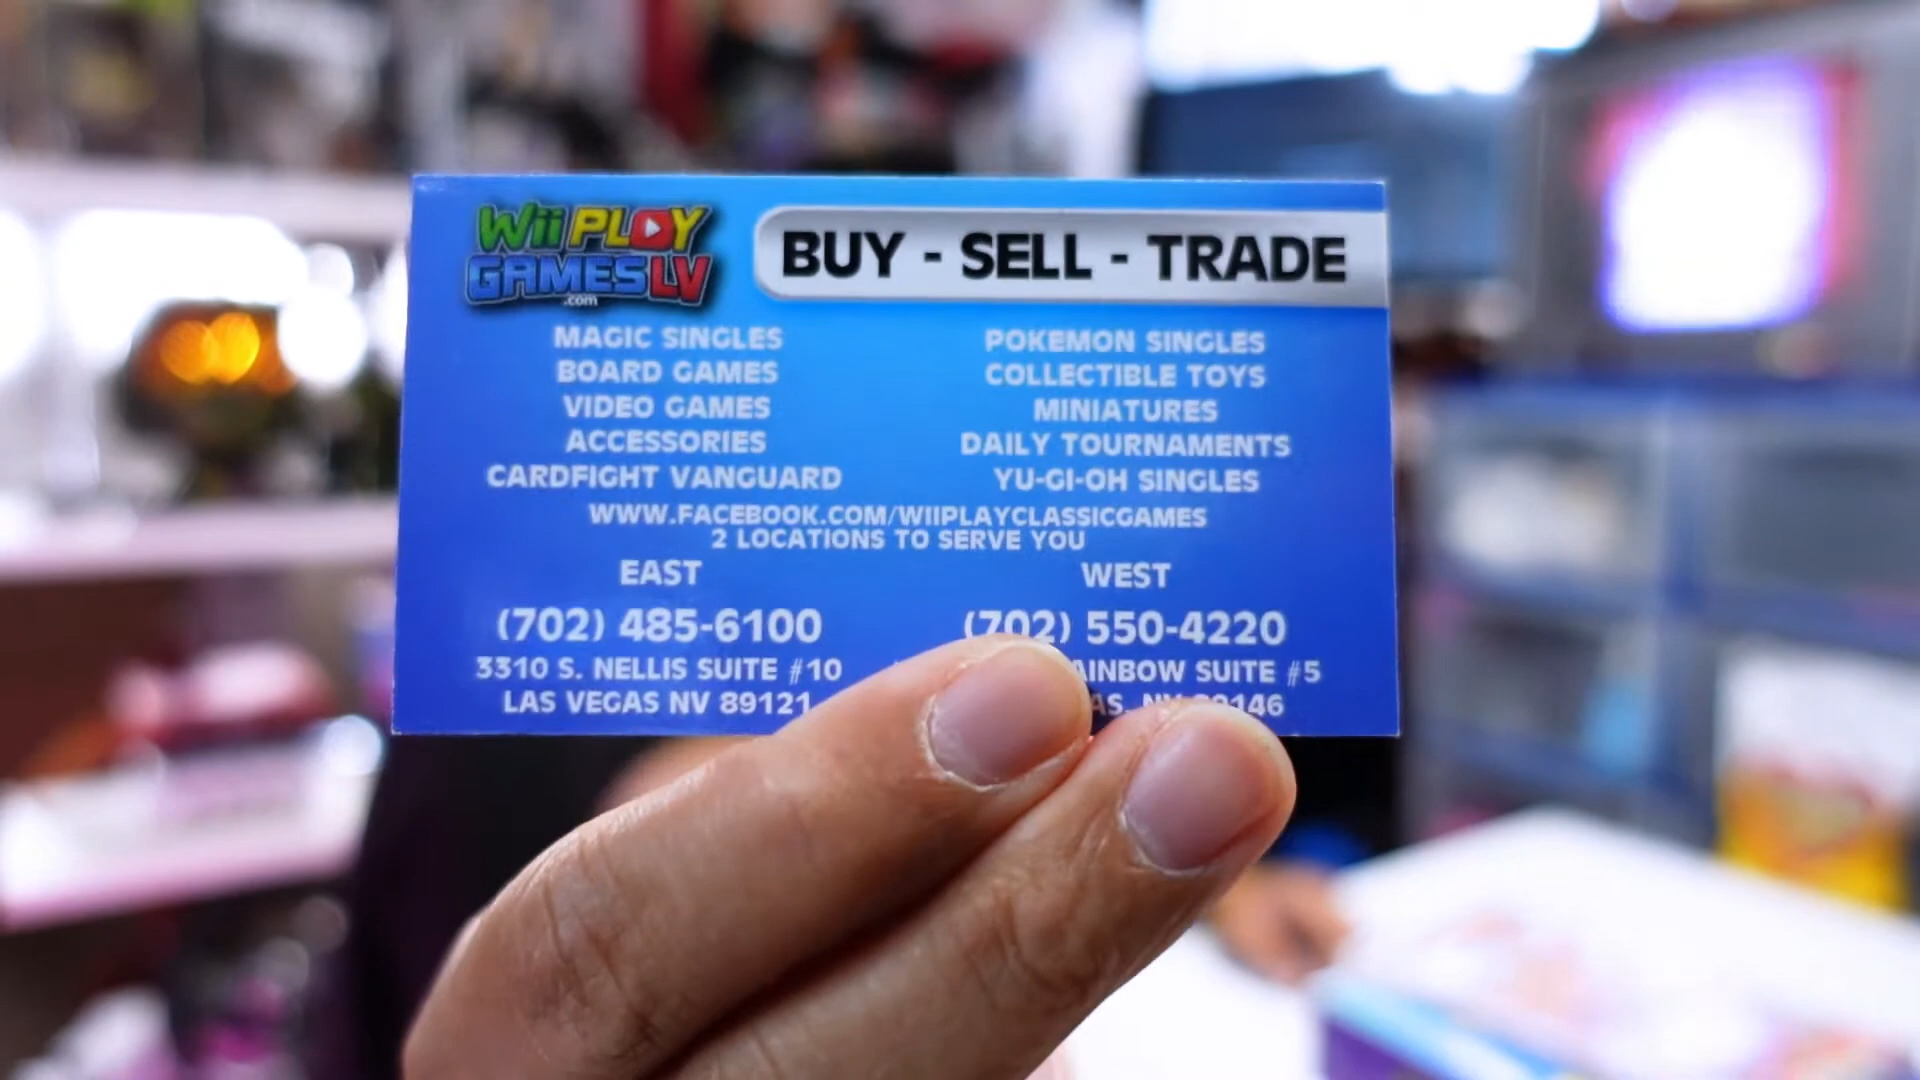 Wii PLAY
GAMES LV
.com
BUY - SELL - TRADE
MAGIC SINGLES
BOARD GAMES
VIDEO GAMES
ACCESSORIES
CARDFIGHT VANGUARD
POKEMON SINGLES
COLLECTIBLE TOYS
MINIATURES
DAILY TOURNAMENTS
YU-GI-OH SINGLES
WWW.FACEBOOK.COM/WIIPLAYCLASSICGAMES
2 LOCATIONS TO SERVE YOU
EAST
(702) 485-6100
3310 S. NELLIS SUITE #10
LAS VEGAS NV 89121
WEST
(702) 550-4220
SUITE #5